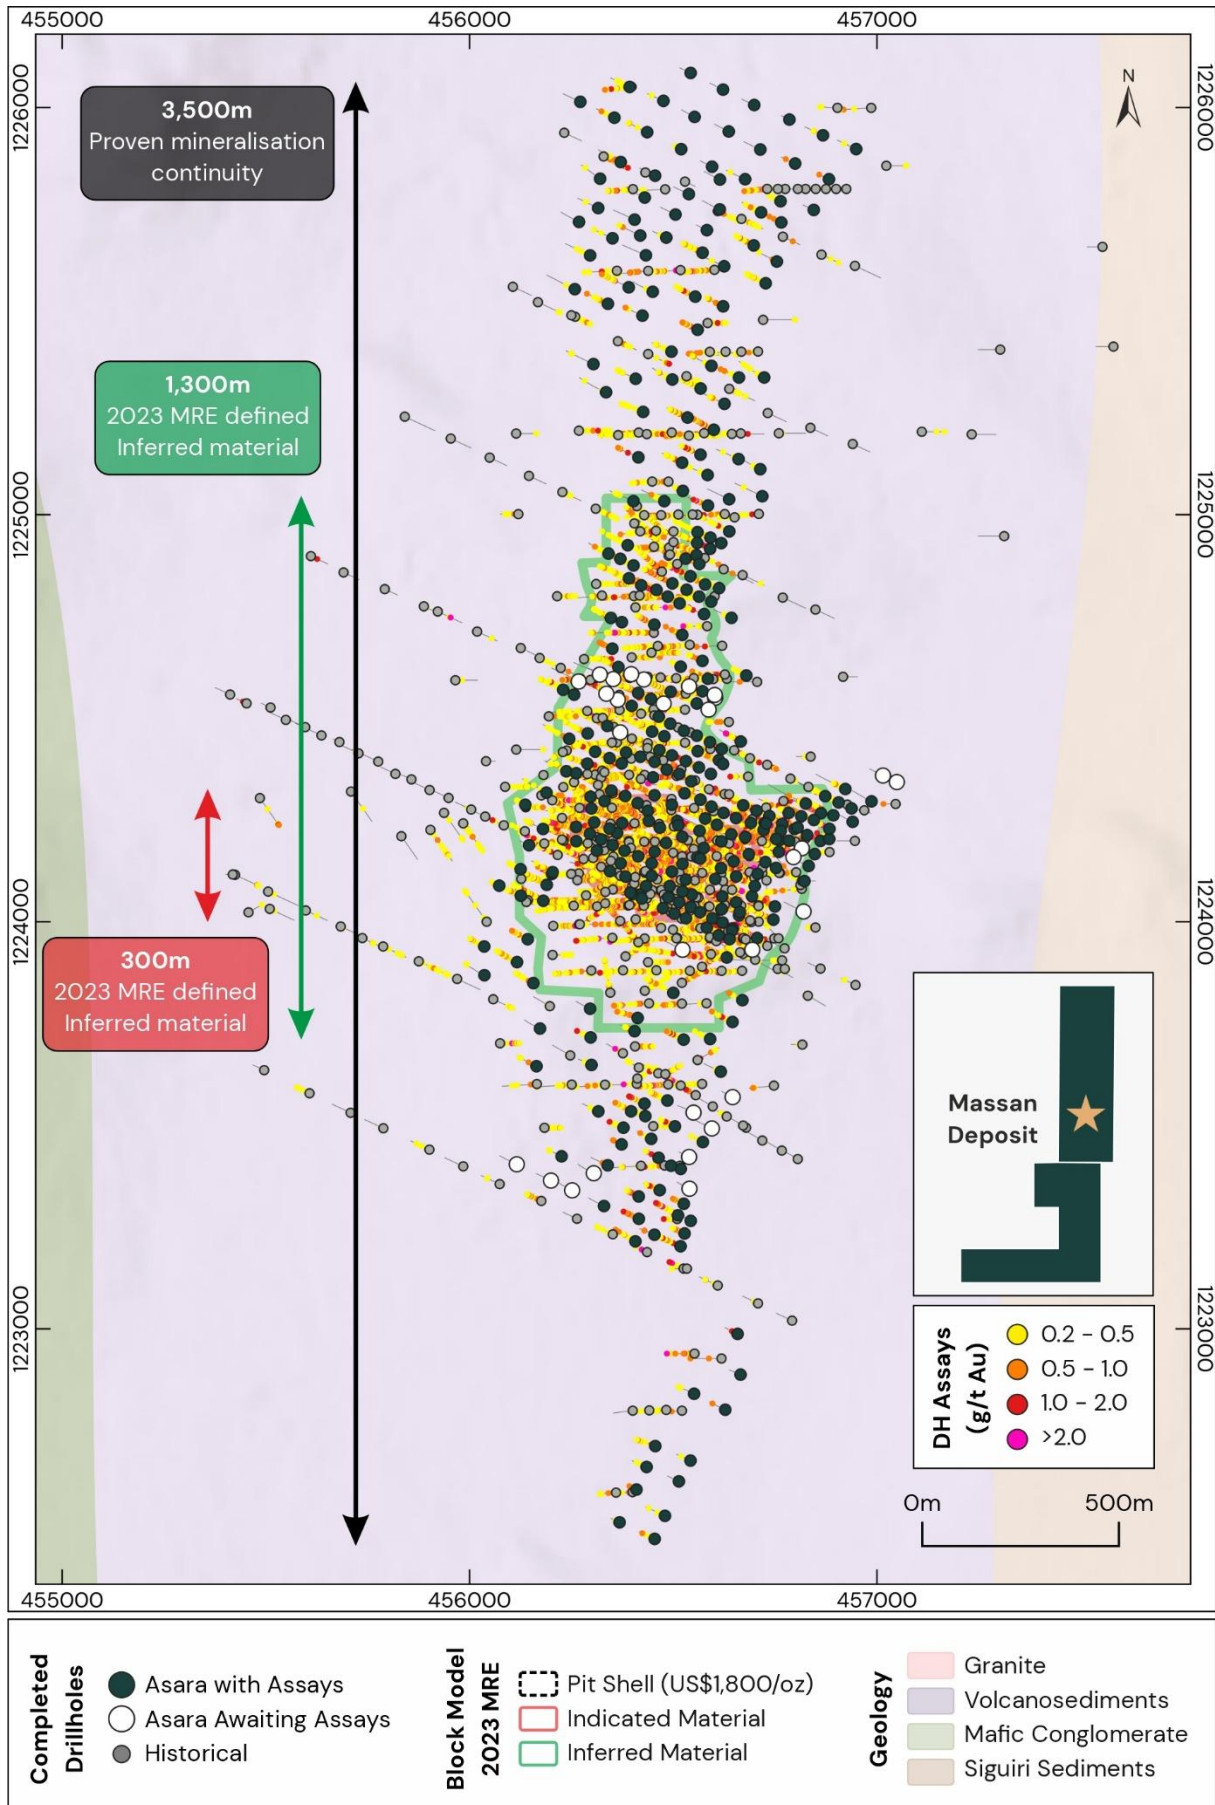 455000
456000
457000
1226000
1226000
N
3,500m
Proven mineralisation
continuity
1,300m
2023 MRE defined
Inferred material
1225000
1225000
1224000
1224000
300m
2023 MRE defined
Inferred material
Massan
Deposit
1223000
1223000
DH Assays
(g/t Au)
0.2 - 0.5
0.5 - 1.0
1.0 - 2.0
>2.0
0m
500m
455000
456000
457000
Completed
Drillholes
Asara with Assays
Asara Awaiting Assays
Historical
Block Model
2023 MRE
Pit Shell (US$1,800/oz)
Indicated Material
Inferred Material
Geology
Granite
Volcanosediments
Mafic Conglomerate
Siguiri Sediments